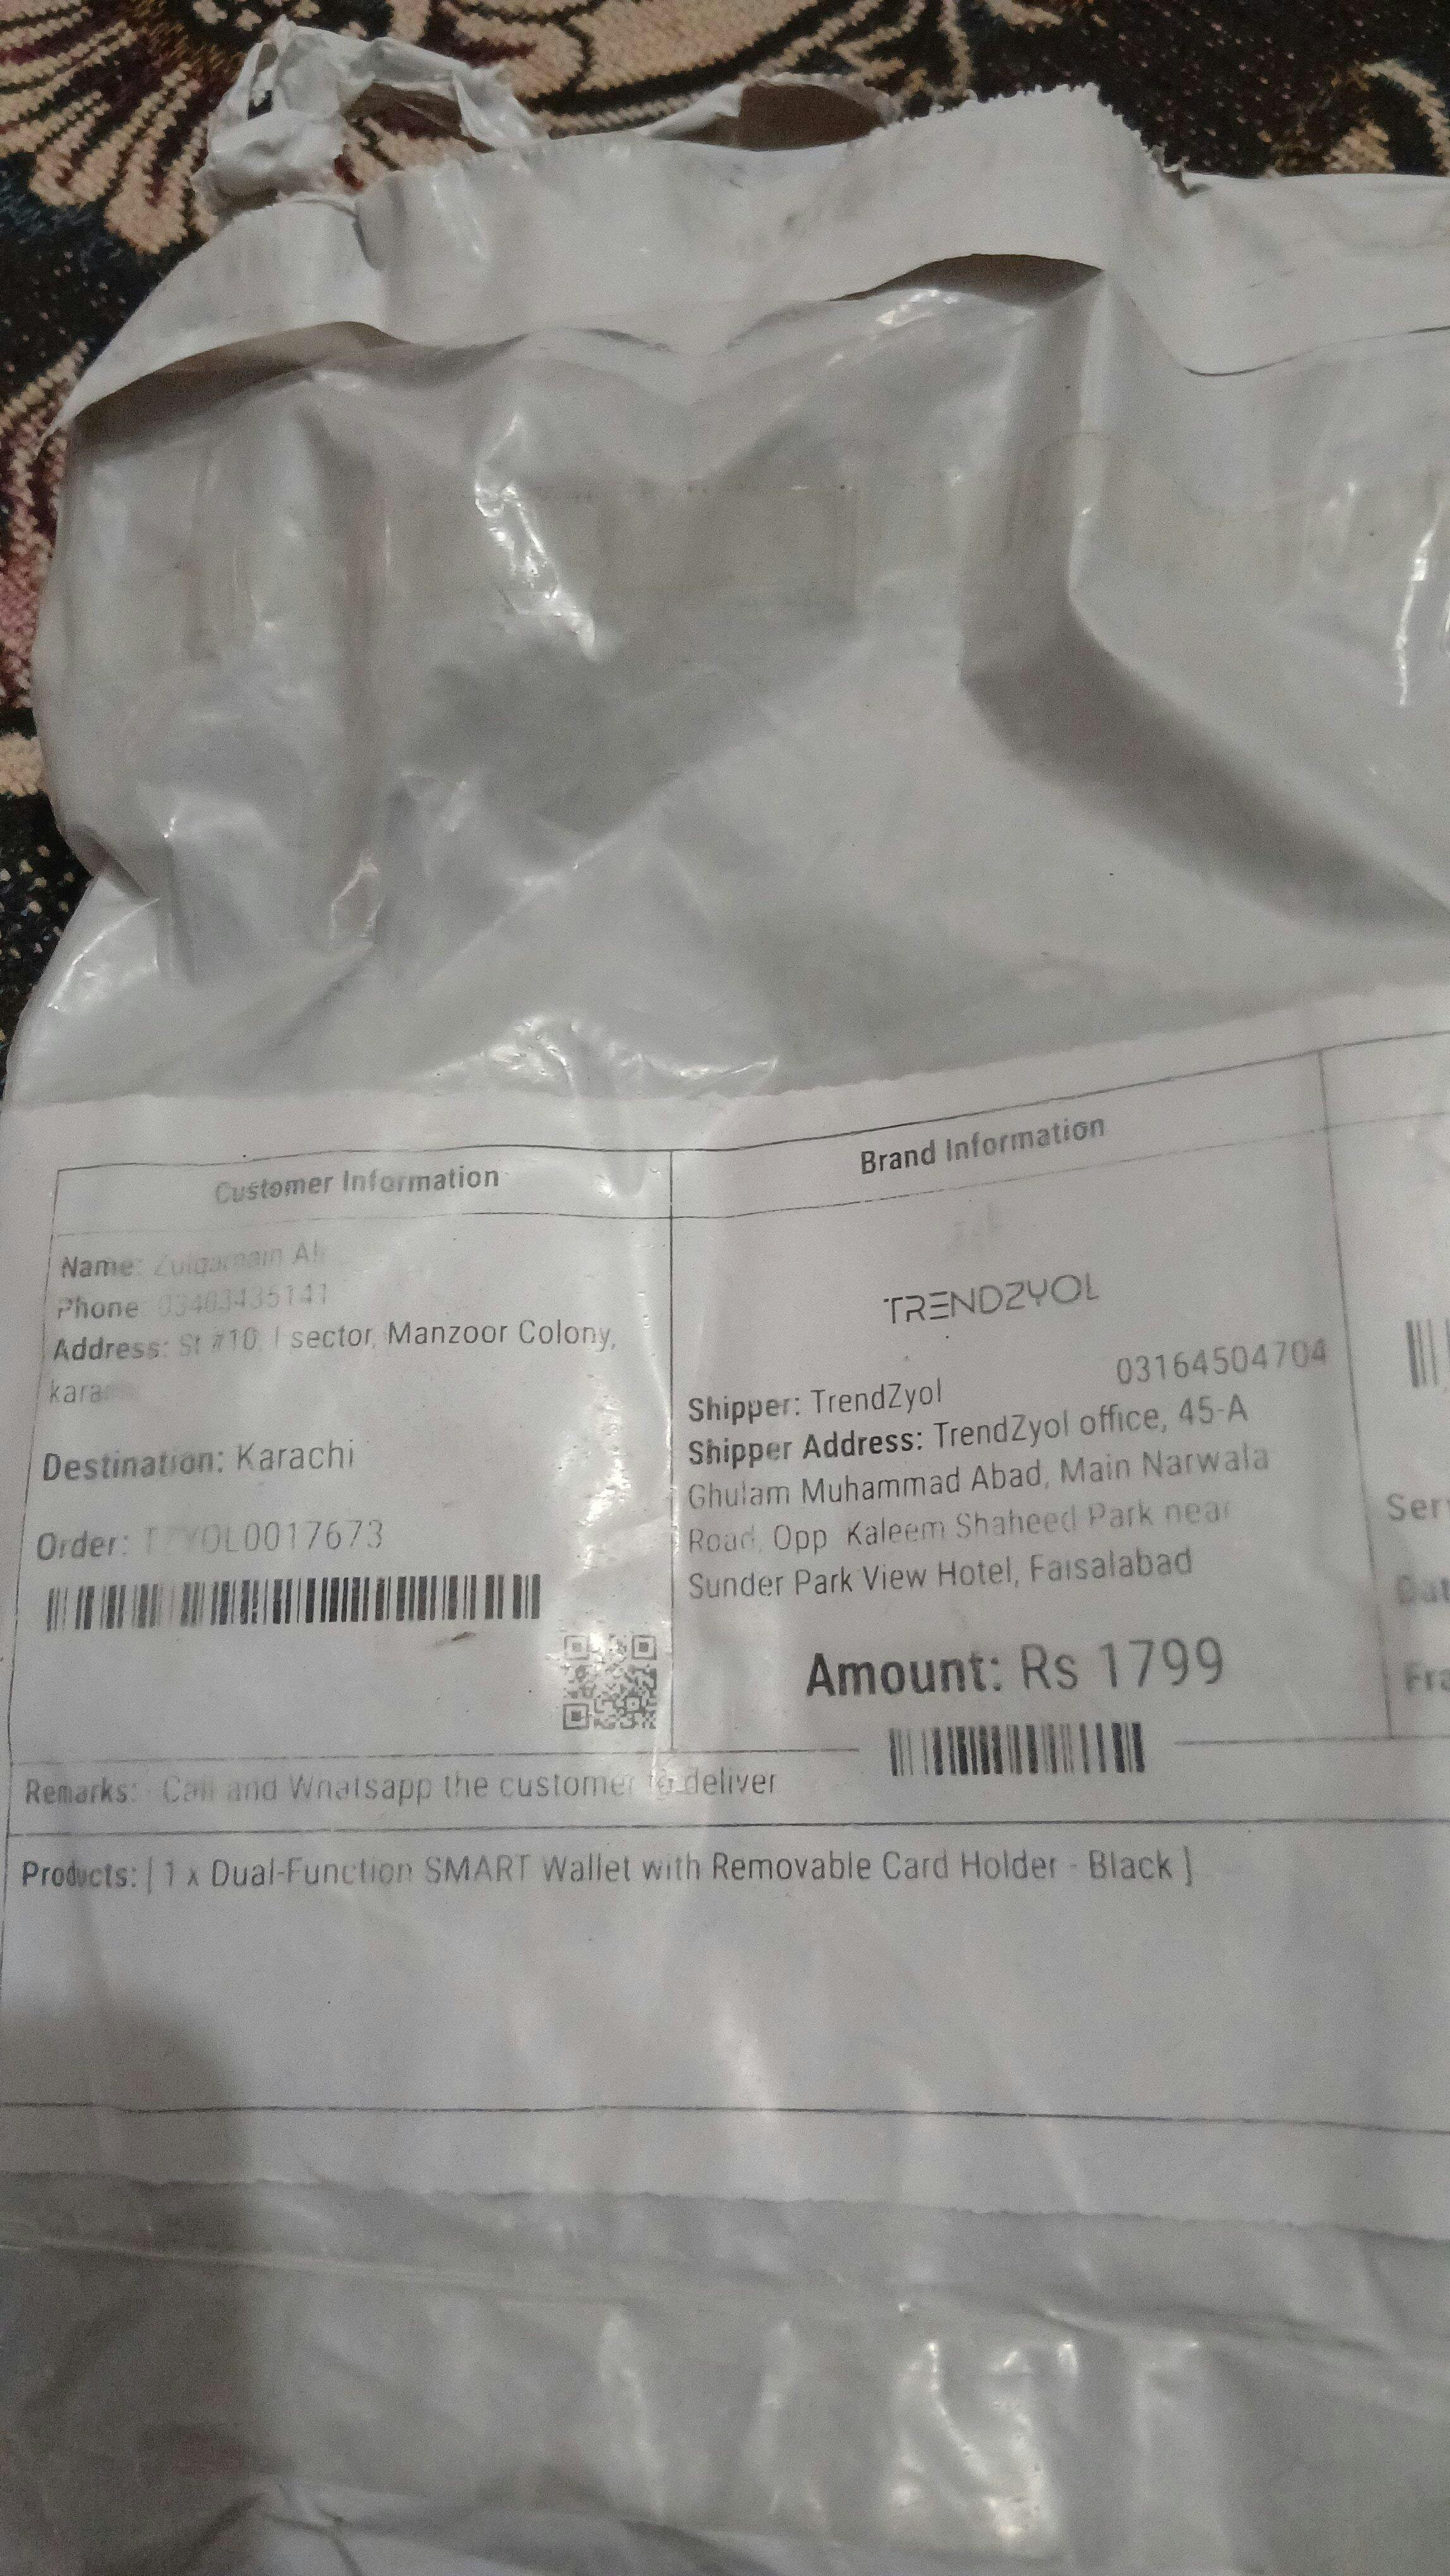 Customer Information
Name: Zulqarnain Ali
Phone: 03403435141
Address: St #10, I sector, Manzoor Colony,
Destination: Karachi
Order: YOL0017673
Brand Information
TRENDZYOL
03164504704
Shipper: TrendZyol
Shipper Address: TrendZyol office, 45-A
Ghulam Muhammad Abad, Main Narwala
Road, Opp Kaleem Shaheed Park near
Sunder Park View Hotel, Faisalabad
Amount: Rs 1799
Remarks: Call and Whatsapp the customer to deliver
Products: [ 1 x Dual-Function SMART Wallet with Removable Card Holder - Black ]